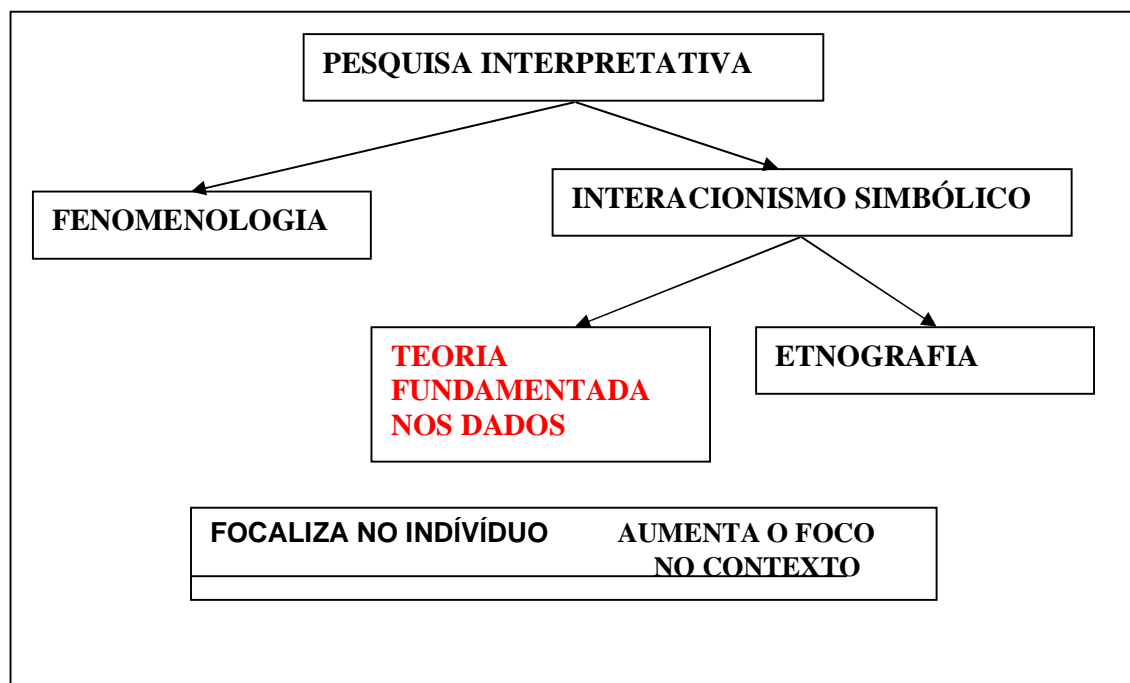 PESQUISA INTERPRETATIVA
FENOMENOLOGIA
INTERACIONISMO SIMBÓLICO
TEORIA
FUNDAMENTADA
NOS DADOS
ETNOGRAFIA
FOCALIZA NO INDÍVÍDUO AUMENTA O FOCO
NO CONTEXTO